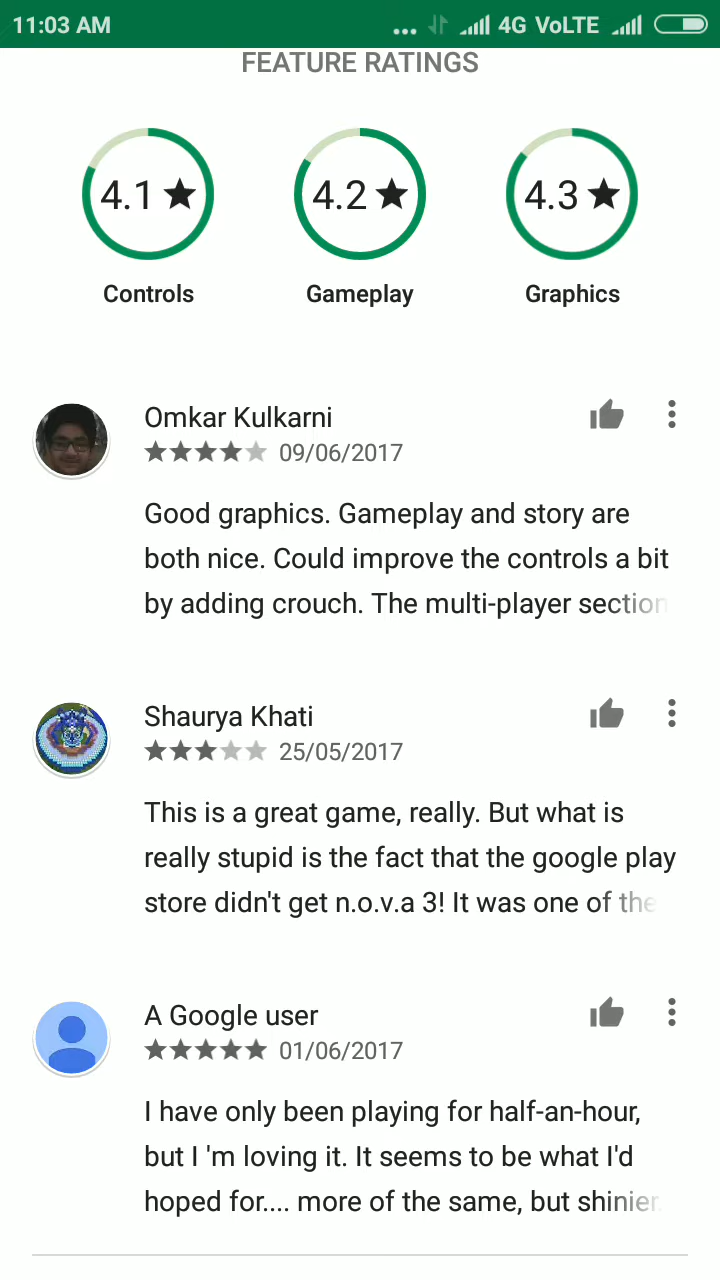 11:03 AM ... 4G VoLTE
FEATURE RATINGS
4.1 ★ 4.2 ★ 4.3 ★
Controls Gameplay Graphics
Omkar Kulkarni
★★★★★ 09/06/2017
Good graphics. Gameplay and story are
both nice. Could improve the controls a bit
by adding crouch. The multi-player section
Shaurya Khati
★★★★★ 25/05/2017
This is a great game, really. But what is
really stupid is the fact that the google play
store didn't get n.o.v.a 3! It was one of the
A Google user
★★★★★ 01/06/2017
I have only been playing for half-an-hour,
but I 'm loving it. It seems to be what I'd
hoped for.... more of the same, but shinier.